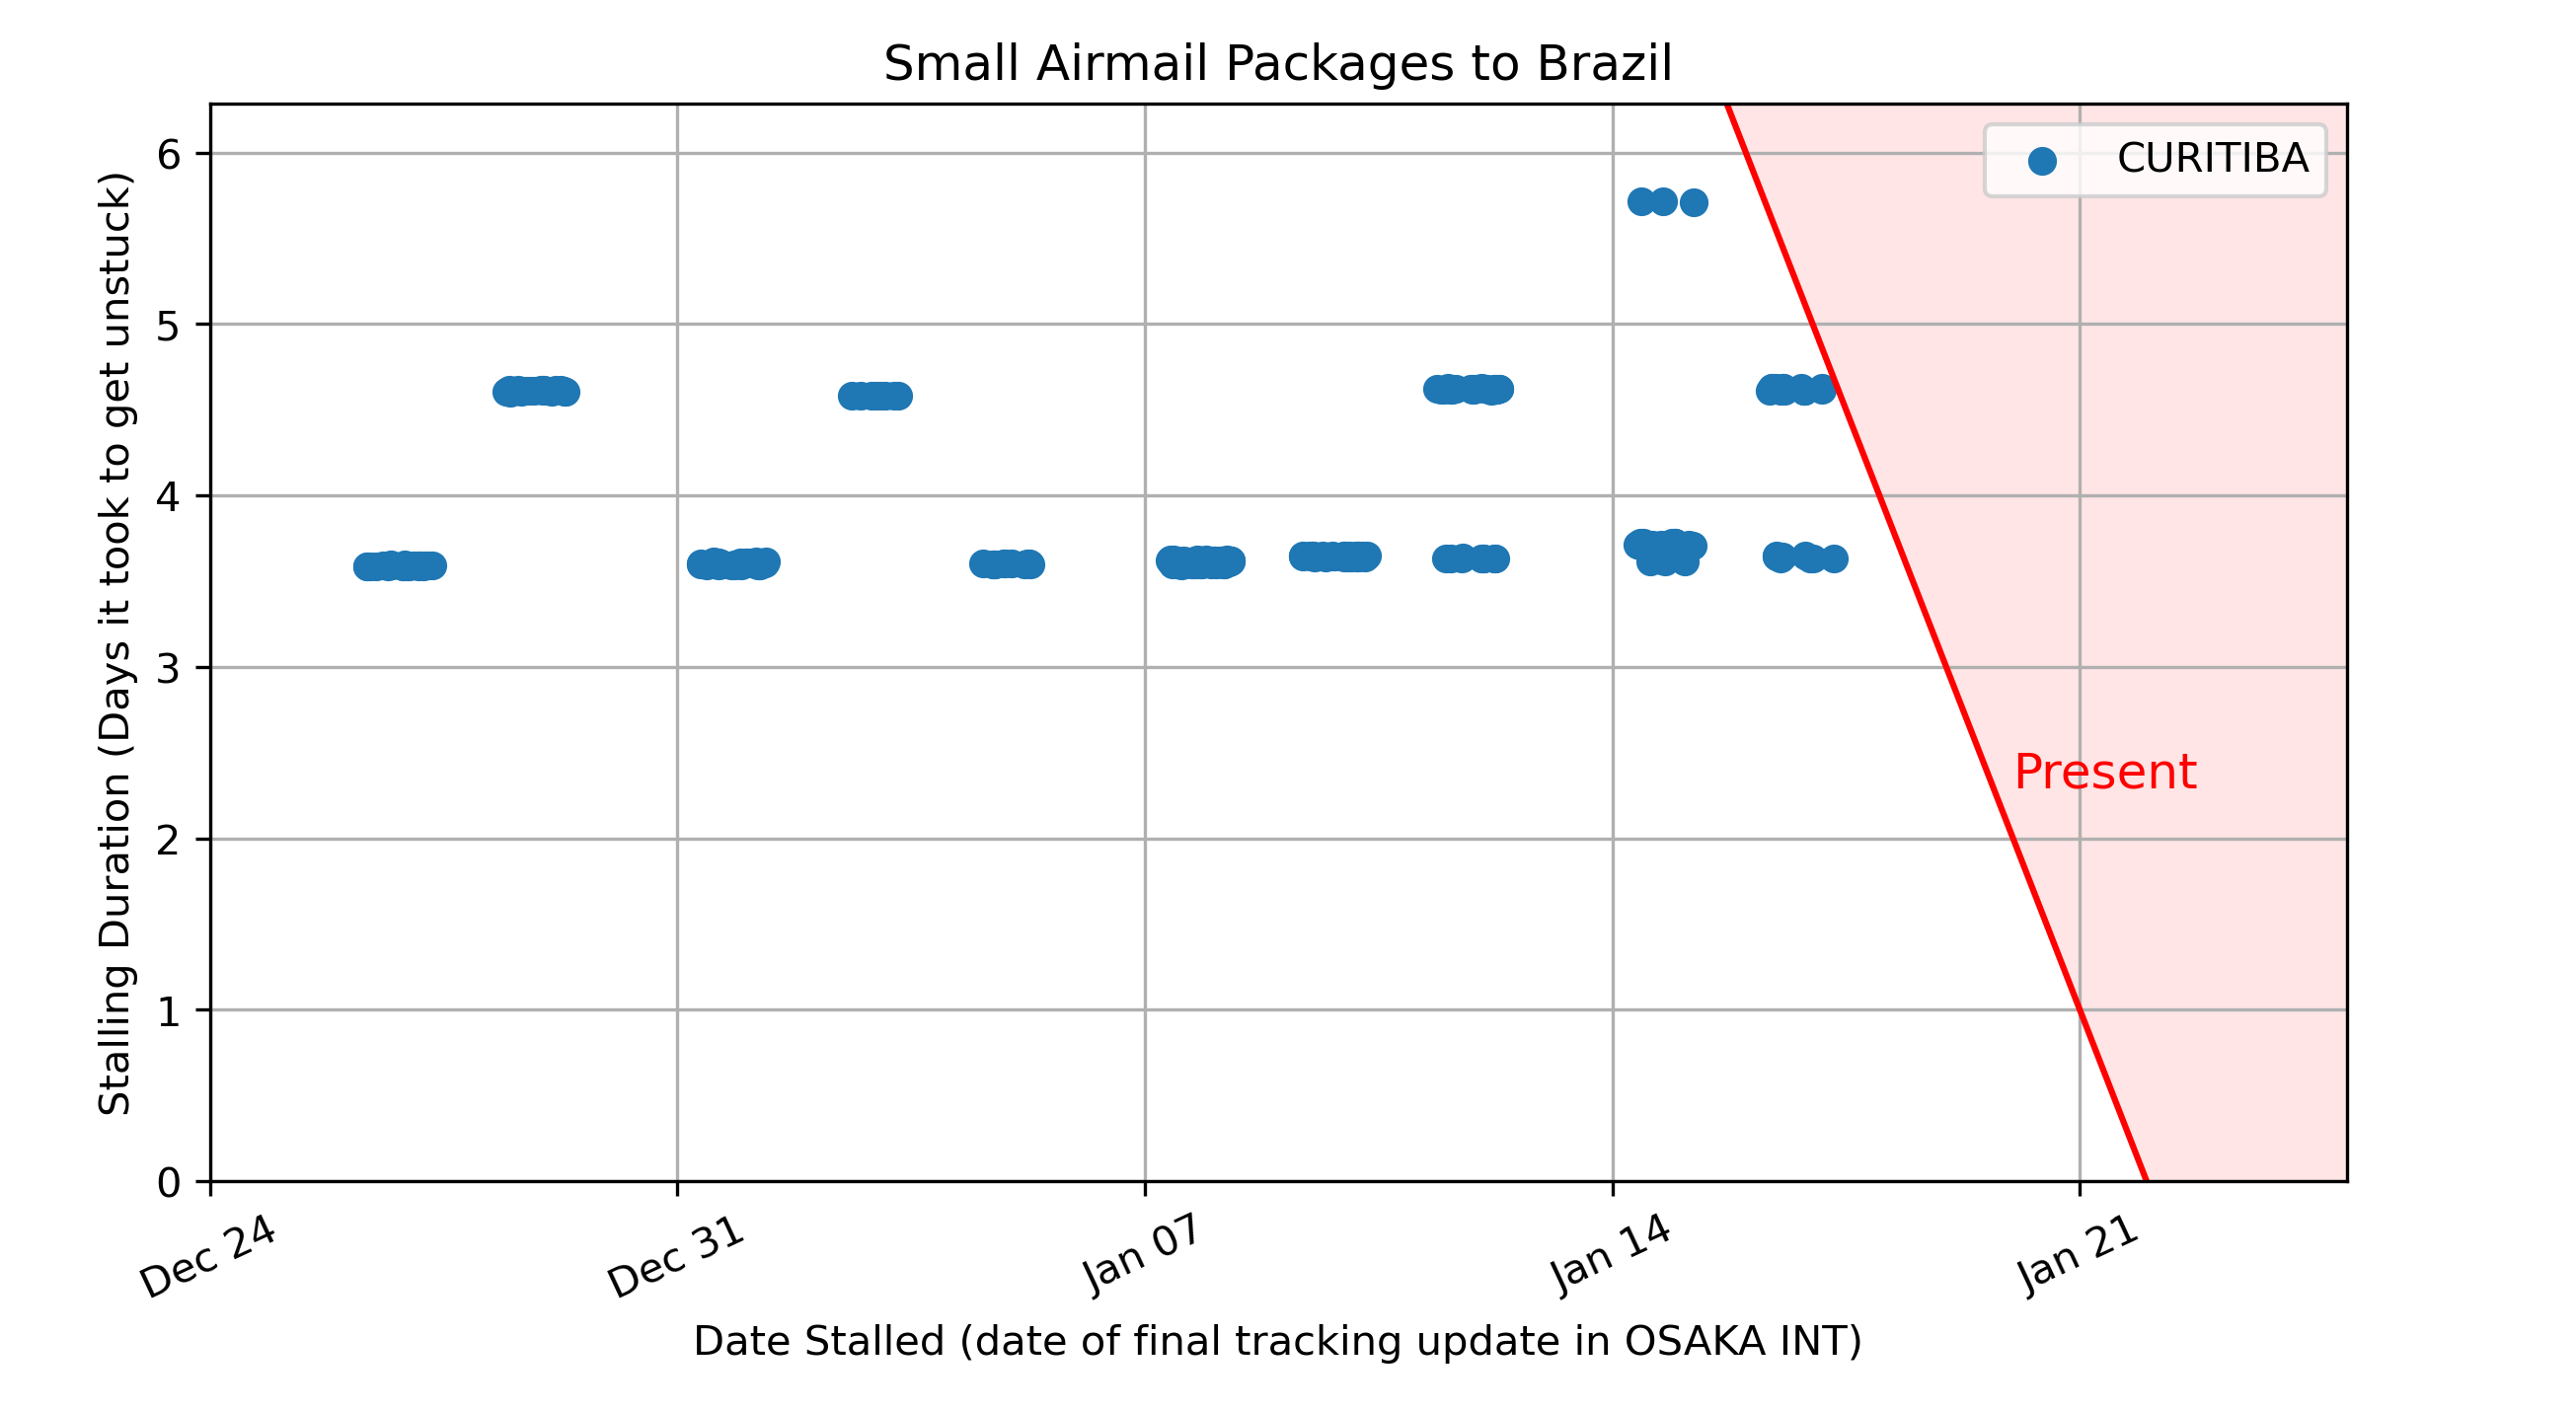 Small Airmail Packages to Brazil
CURITIBA
Stalling Duration (Days it took to get unstuck)
6
5
4
3
2
1
0
Present
Dec 24
Dec 31
Jan 07
Jan 14
Jan 21
Date Stalled (date of final tracking update in OSAKA INT)